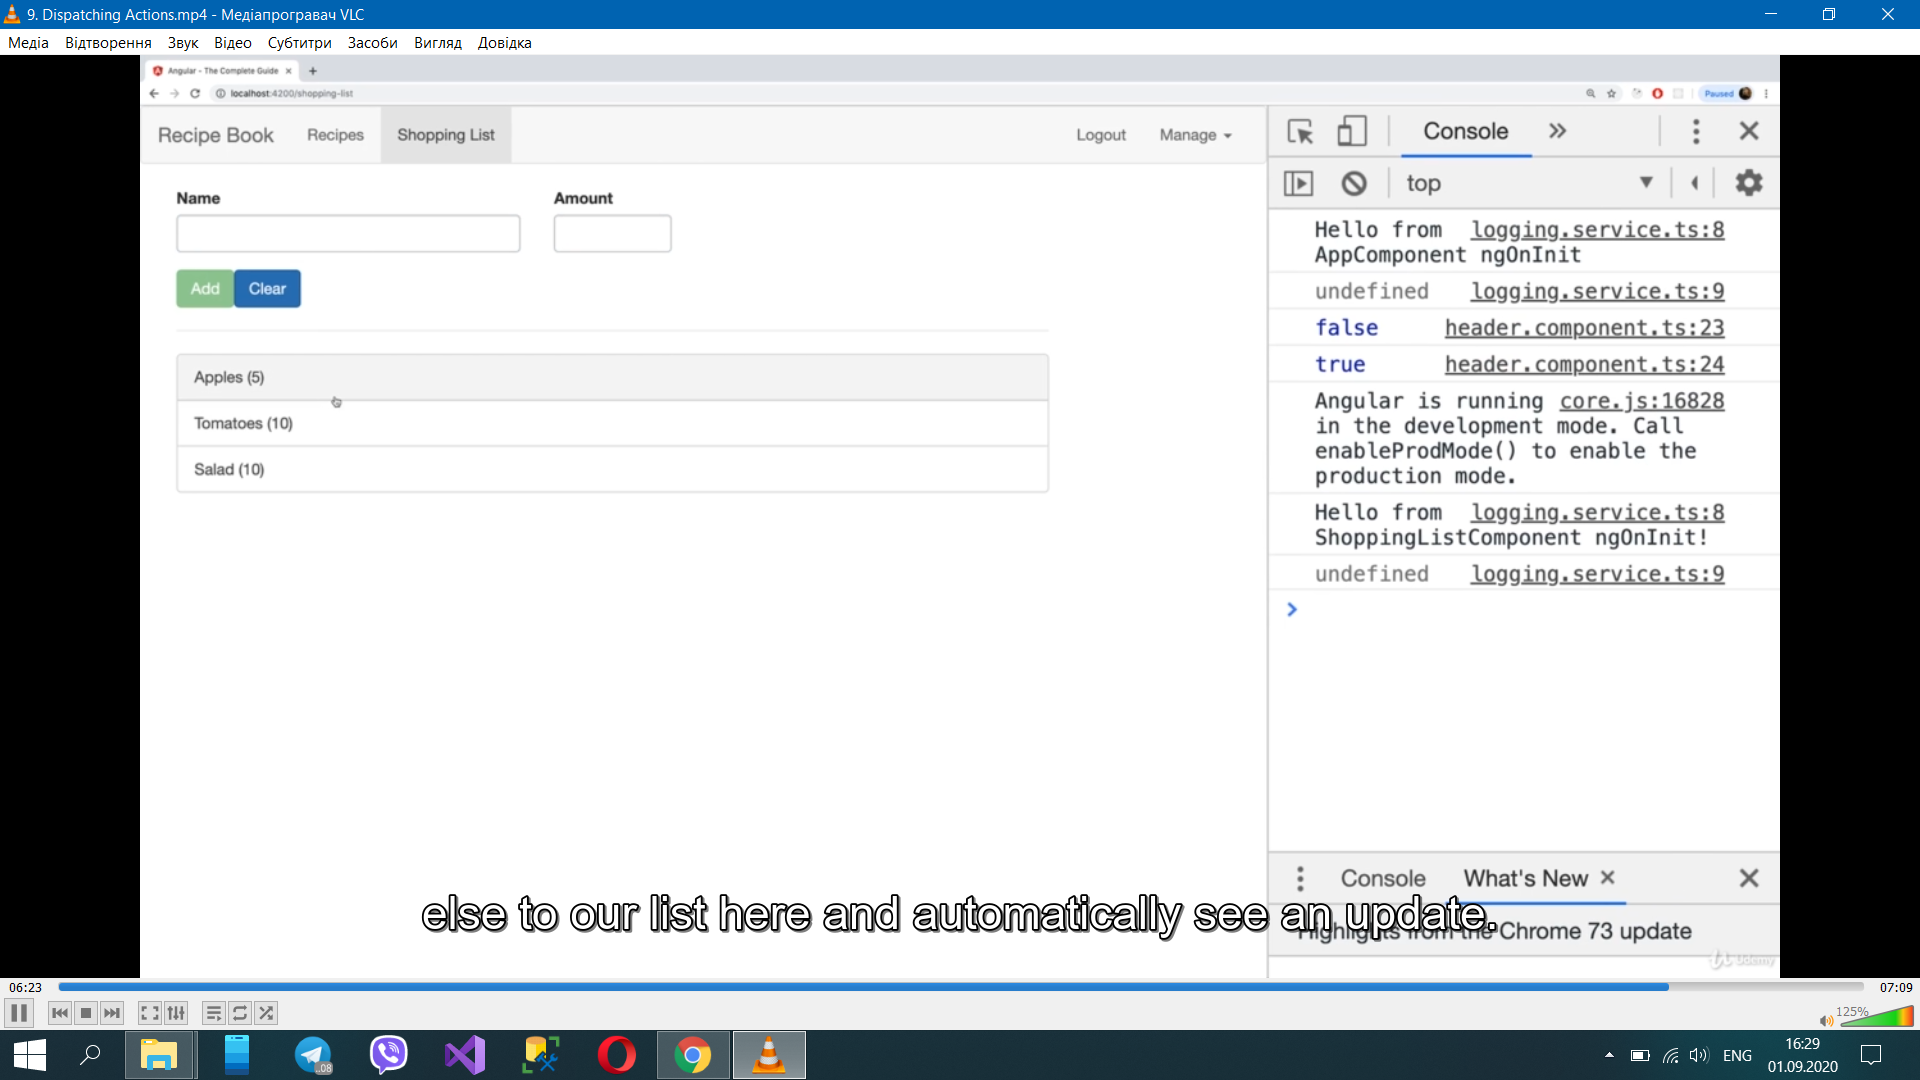 9. Dispatching Actions.mp4 - Медіапрогравач VLC
Медіа Відтворення Звук Відео Субтитри Засоби Вигляд Довідка
Angular - The Complete Guide
localhost:4200/shopping-list
Paused
Recipe Book Recipes Shopping List Logout Manage
Name Amount
Add Clear
Apples (5)
Tomatoes (10)
Salad (10)
Console
top
Hello from logging.service.ts:8
AppComponent ngOnInit
undefined logging.service.ts:9
false header.component.ts:23
true header.component.ts:24
Angular is running core.js:16828
in the development mode. Call
enableProdMode() to enable the
production mode.
Hello from logging.service.ts:8
ShoppingListComponent ngOnInit!
undefined logging.service.ts:9
Console What's New
Highlights from the Chrome 73 update
else to our list here and automatically see an update.
Udemy
06:23 07:09
125%
..08
ENG
16:29
01.09.2020